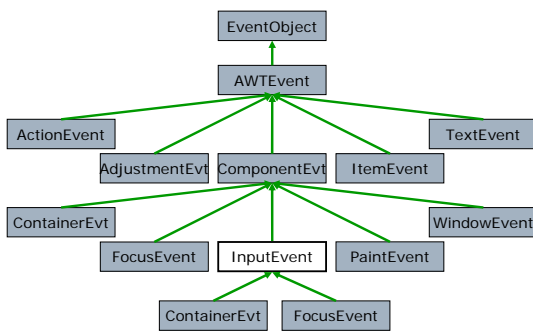 EventObject
AWTEvent
ActionEvent
TextEvent
AdjustmentEvt
ComponentEvt
ItemEvent
ContainerEvt
WindowEvent
FocusEvent
InputEvent
PaintEvent
ContainerEvt
FocusEvent